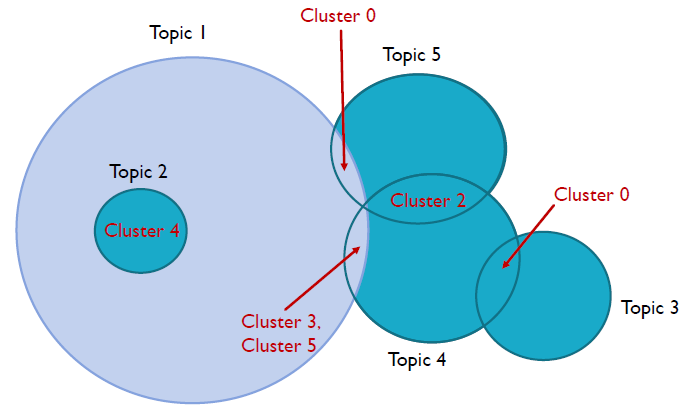 Cluster 0
Topic 1
Topic 5
Topic 2
Cluster 2
Cluster 0
Cluster 4
Topic 3
Cluster 3,
Cluster 5
Topic 4